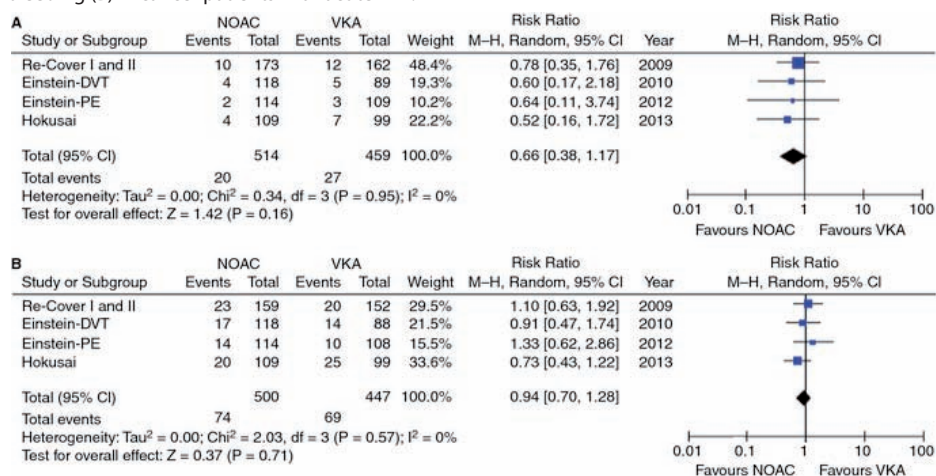 A
NOAC VKA Risk Ratio Risk Ratio
Study or Subgroup Events Total Events Total Weight M–H, Random, 95% CI Year M–H, Random, 95% CI
Re-Cover I and II 10 173 12 162 48.4% 0.78 [0.35, 1.76] 2009
Einstein-DVT 4 118 5 89 19.3% 0.60 [0.17, 2.18] 2010
Einstein-PE 2 114 3 109 10.2% 0.64 [0.11, 3.74] 2012
Hokusai 4 109 7 99 22.2% 0.52 [0.16, 1.72] 2013
Total (95% CI) 514 459 100.0% 0.66 [0.38, 1.17]
Total events 20 27
Heterogeneity: Tau² = 0.00; Chi² = 0.34, df = 3 (P = 0.95); I² = 0%
Test for overall effect: Z = 1.42 (P = 0.16)
0.01 0.1 1 10 100
Favours NOAC Favours VKA
B
NOAC VKA Risk Ratio Risk Ratio
Study or Subgroup Events Total Events Total Weight M–H, Random, 95% CI Year M–H, Random, 95% CI
Re-Cover I and II 23 159 20 152 29.5% 1.10 [0.63, 1.92] 2009
Einstein-DVT 17 118 14 88 21.5% 0.91 [0.47, 1.74] 2010
Einstein-PE 14 114 10 108 15.5% 1.33 [0.62, 2.86] 2012
Hokusai 20 109 25 99 33.6% 0.73 [0.43, 1.22] 2013
Total (95% CI) 500 447 100.0% 0.94 [0.70, 1.28]
Total events 74 69
Heterogeneity: Tau² = 0.00; Chi² = 2.03, df = 3 (P = 0.57); I² = 0%
Test for overall effect: Z = 0.37 (P = 0.71)
0.01 0.1 1 10 100
Favours NOAC Favours VKA